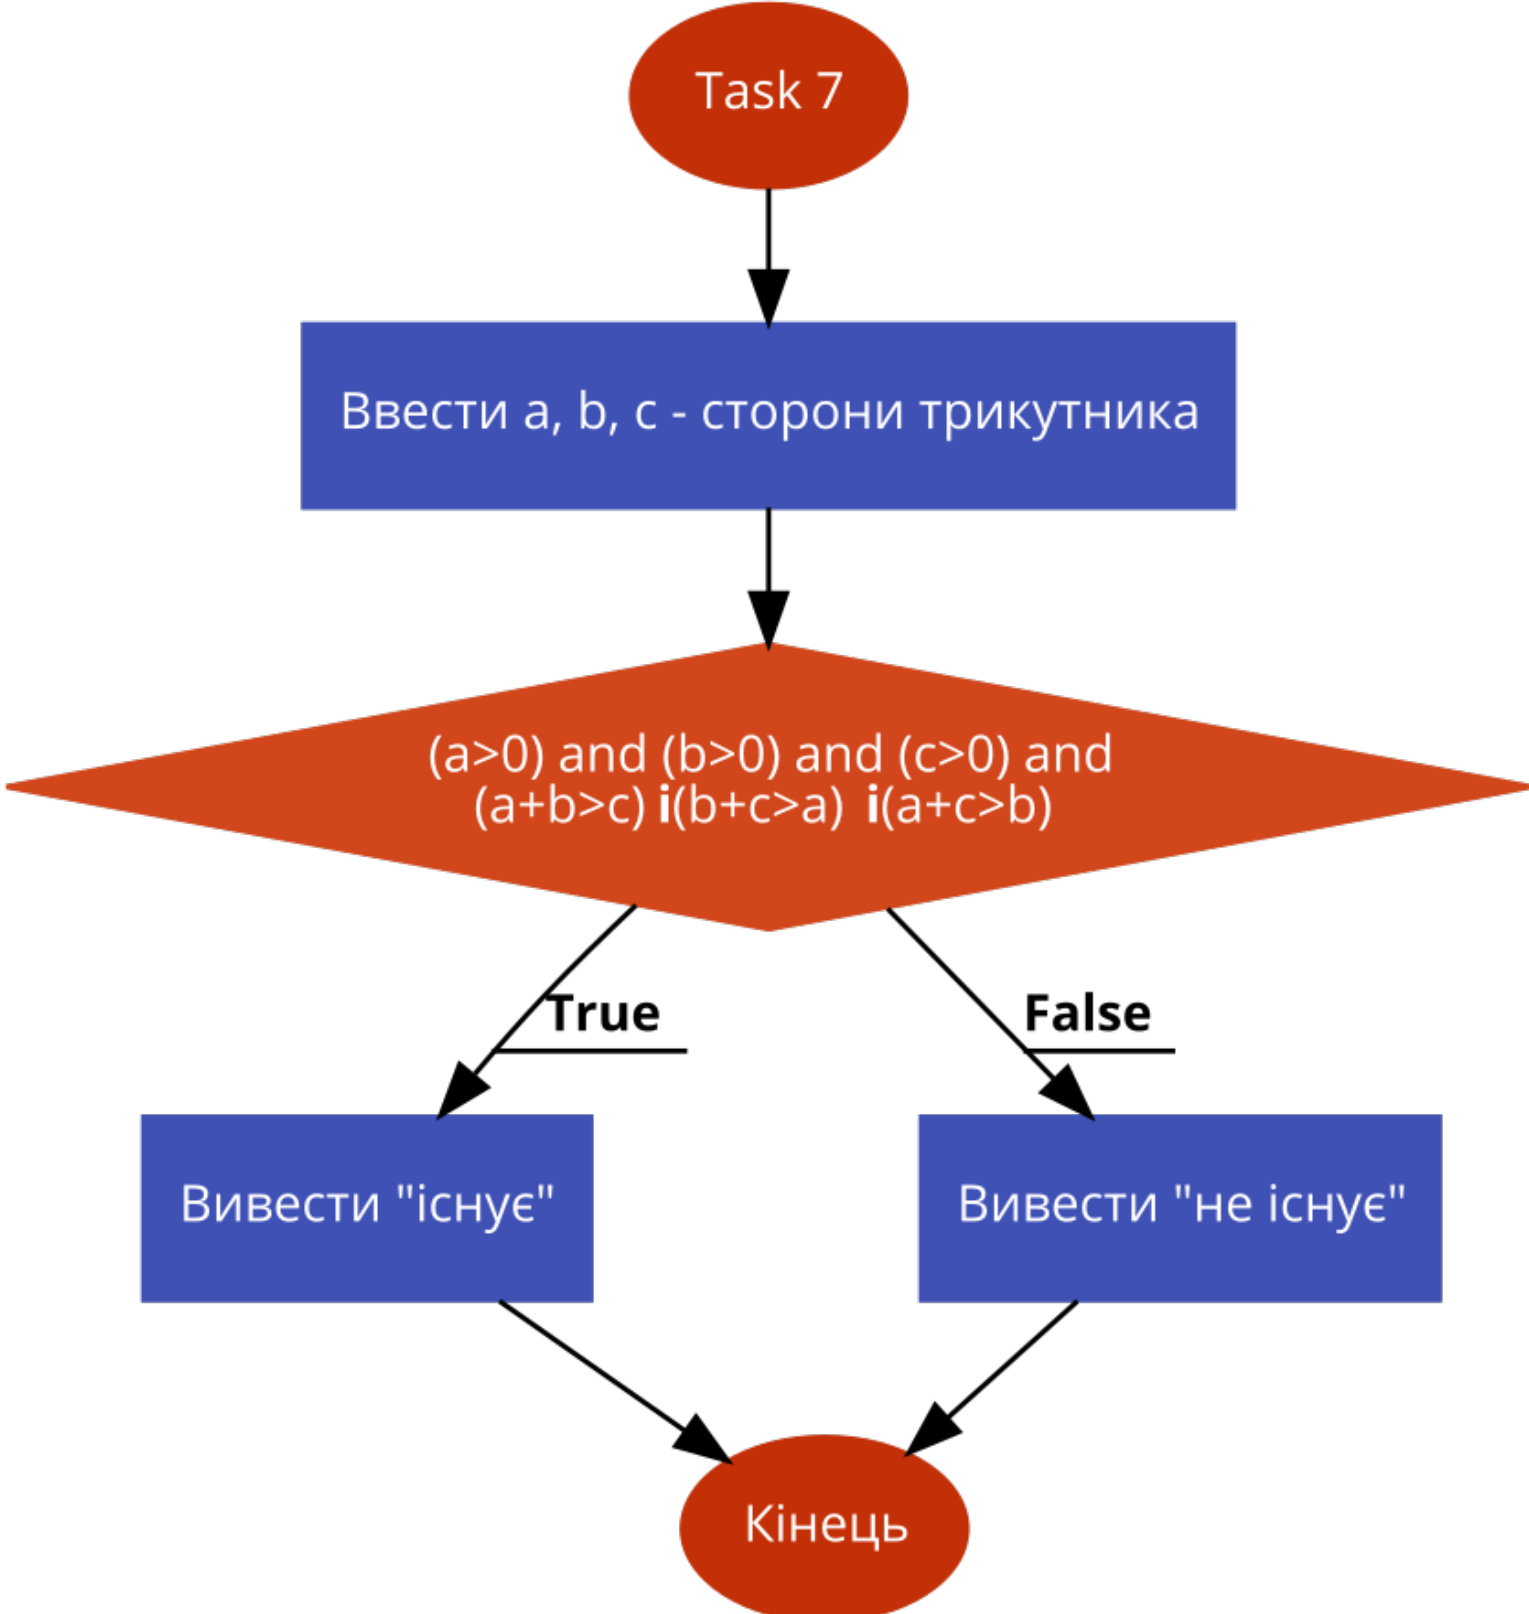 Task 7
Ввести a, b, c - сторони трикутника
(a>0) and (b>0) and (c>0) and
(a+b>c) і(b+c>a) і(a+c>b)
True
False
Вивести "існує"
Вивести "не існує"
Кінець